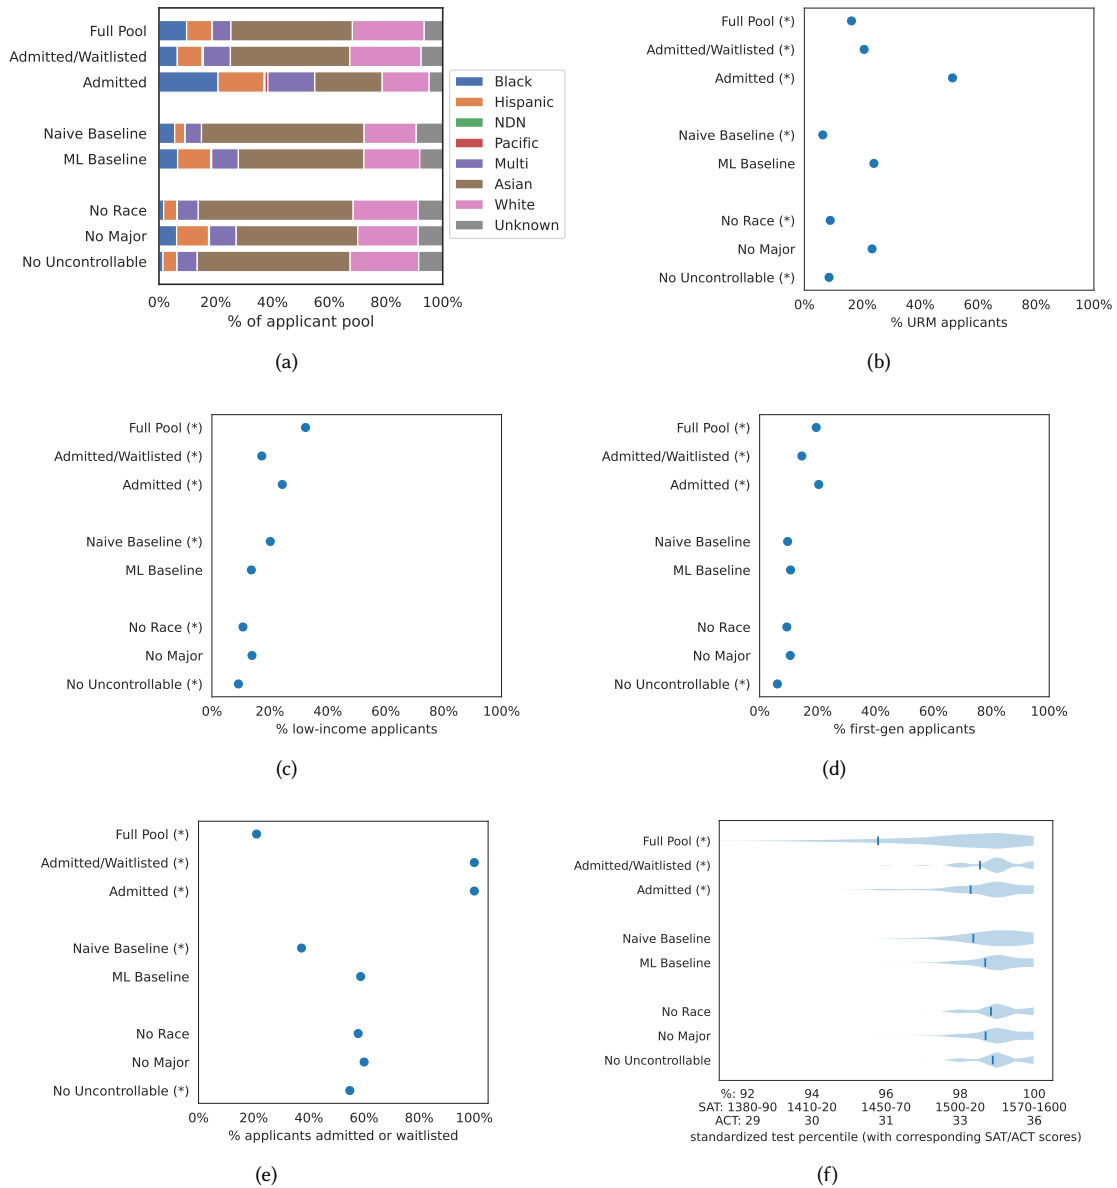 Full Pool
Admitted/Waitlisted
Admitted
Naive Baseline
ML Baseline
No Race
No Major
No Uncontrollable
0% 20% 40% 60% 80% 100%
% of applicant pool
Black
Hispanic
NDN
Pacific
Multi
Asian
White
Unknown
(a)
Full Pool (*)
Admitted/Waitlisted (*)
Admitted (*)
Naive Baseline (*)
ML Baseline
No Race (*)
No Major
No Uncontrollable (*)
0% 20% 40% 60% 80% 100%
% URM applicants
(b)
Full Pool (*)
Admitted/Waitlisted (*)
Admitted (*)
Naive Baseline (*)
ML Baseline
No Race (*)
No Major
No Uncontrollable (*)
0% 20% 40% 60% 80% 100%
% low-income applicants
(c)
Full Pool (*)
Admitted/Waitlisted (*)
Admitted (*)
Naive Baseline
ML Baseline
No Race
No Major
No Uncontrollable (*)
0% 20% 40% 60% 80% 100%
% first-gen applicants
(d)
Full Pool (*)
Admitted/Waitlisted (*)
Admitted (*)
Naive Baseline (*)
ML Baseline
No Race
No Major
No Uncontrollable (*)
0% 20% 40% 60% 80% 100%
% applicants admitted or waitlisted
(e)
Full Pool (*)
Admitted/Waitlisted (*)
Admitted (*)
Naive Baseline
ML Baseline
No Race
No Major
No Uncontrollable
%: 92 94 96 98 100
SAT: 1380-90 1410-20 1450-70 1500-20 1570-1600
ACT: 29 30 31 33 36
standardized test percentile (with corresponding SAT/ACT scores)
(f)